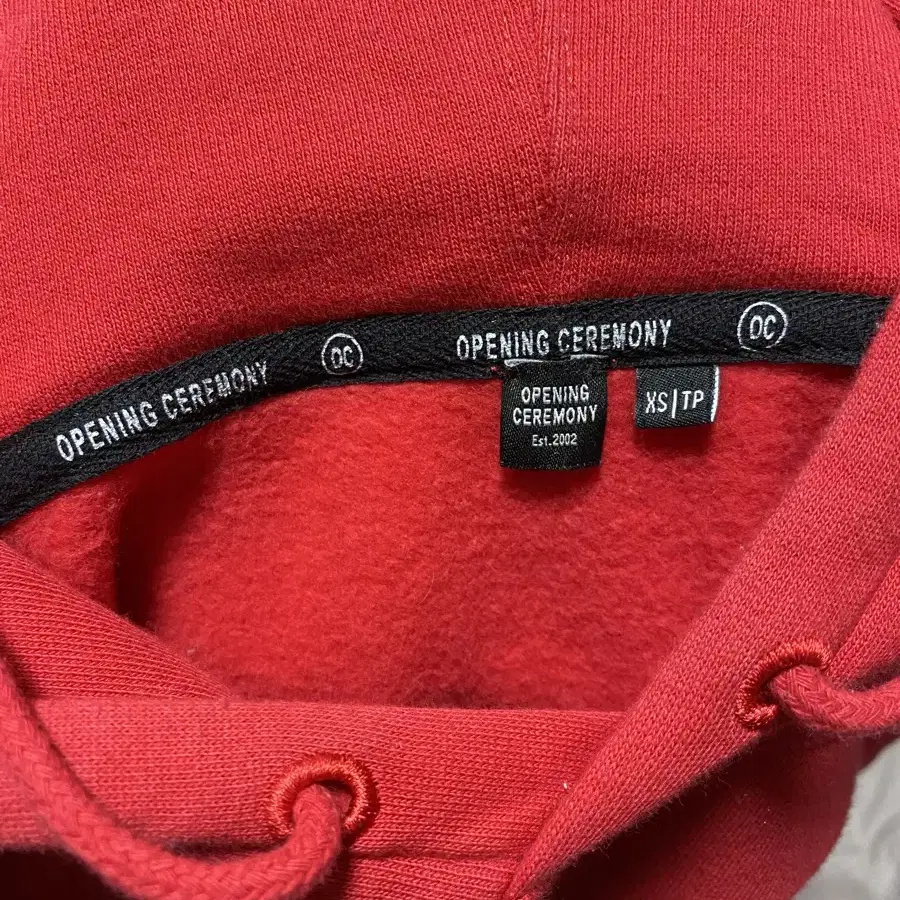 OPENING CEREMONY OC OPENING CEREMONY OC
OPENING
CEREMONY
Est.2002
XS|TP